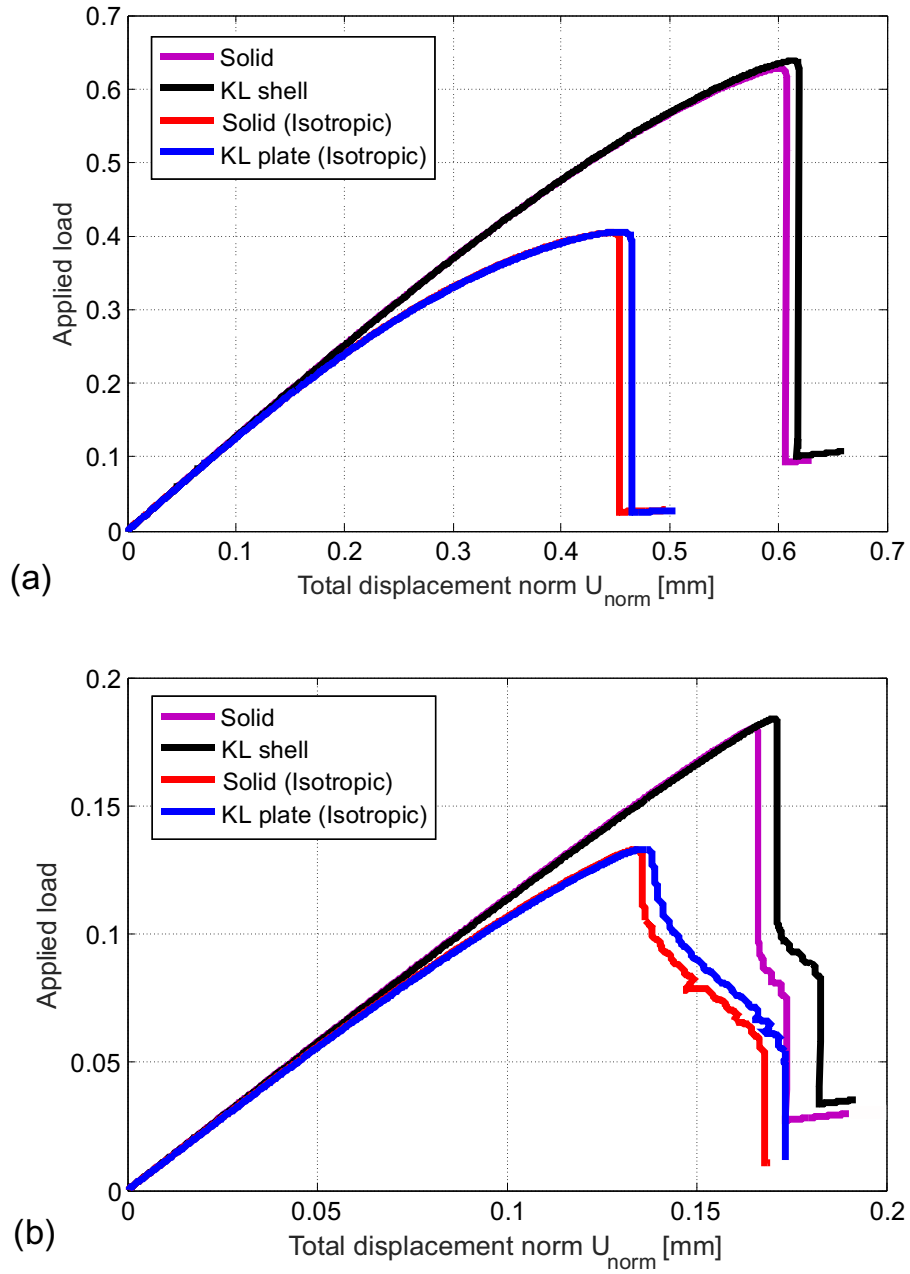 0.7
0.6
0.5
0.4
0.3
0.2
0.1
0
Applied load
Solid
KL shell
Solid (Isotropic)
KL plate (Isotropic)
0 0.1 0.2 0.3 0.4 0.5 0.6 0.7
Total displacement norm U_norm [mm]
(a)
0.2
0.15
0.1
0.05
0
Applied load
Solid
KL shell
Solid (Isotropic)
KL plate (Isotropic)
0 0.05 0.1 0.15 0.2
Total displacement norm U_norm [mm]
(b)